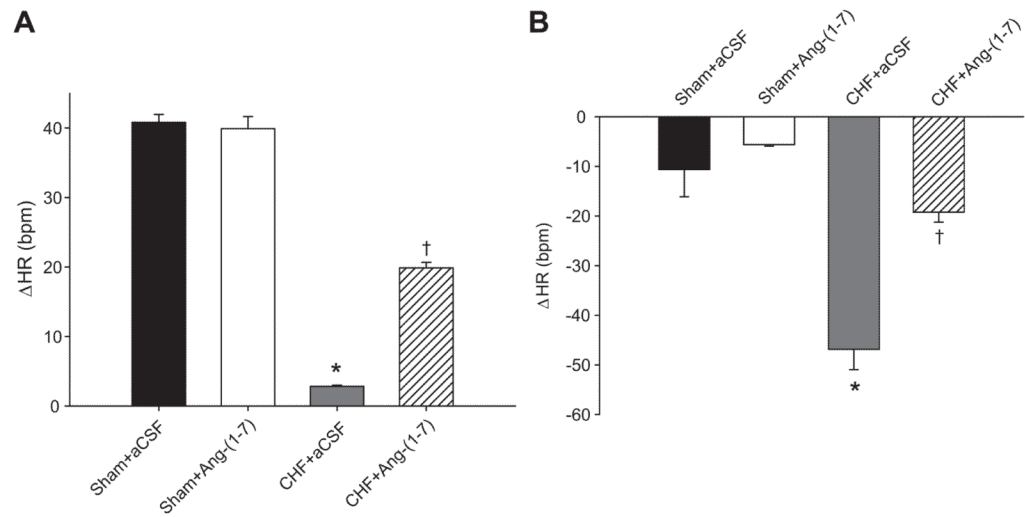 A
ΔHR (bpm)
40
30
20
10
0
*
†
Sham+aCSF
Sham+Ang-(1-7)
CHF+aCSF
CHF+Ang-(1-7)
B
Sham+aCSF
Sham+Ang-(1-7)
CHF+aCSF
CHF+Ang-(1-7)
ΔHR (bpm)
0
-10
-20
-30
-40
-50
-60
†
*